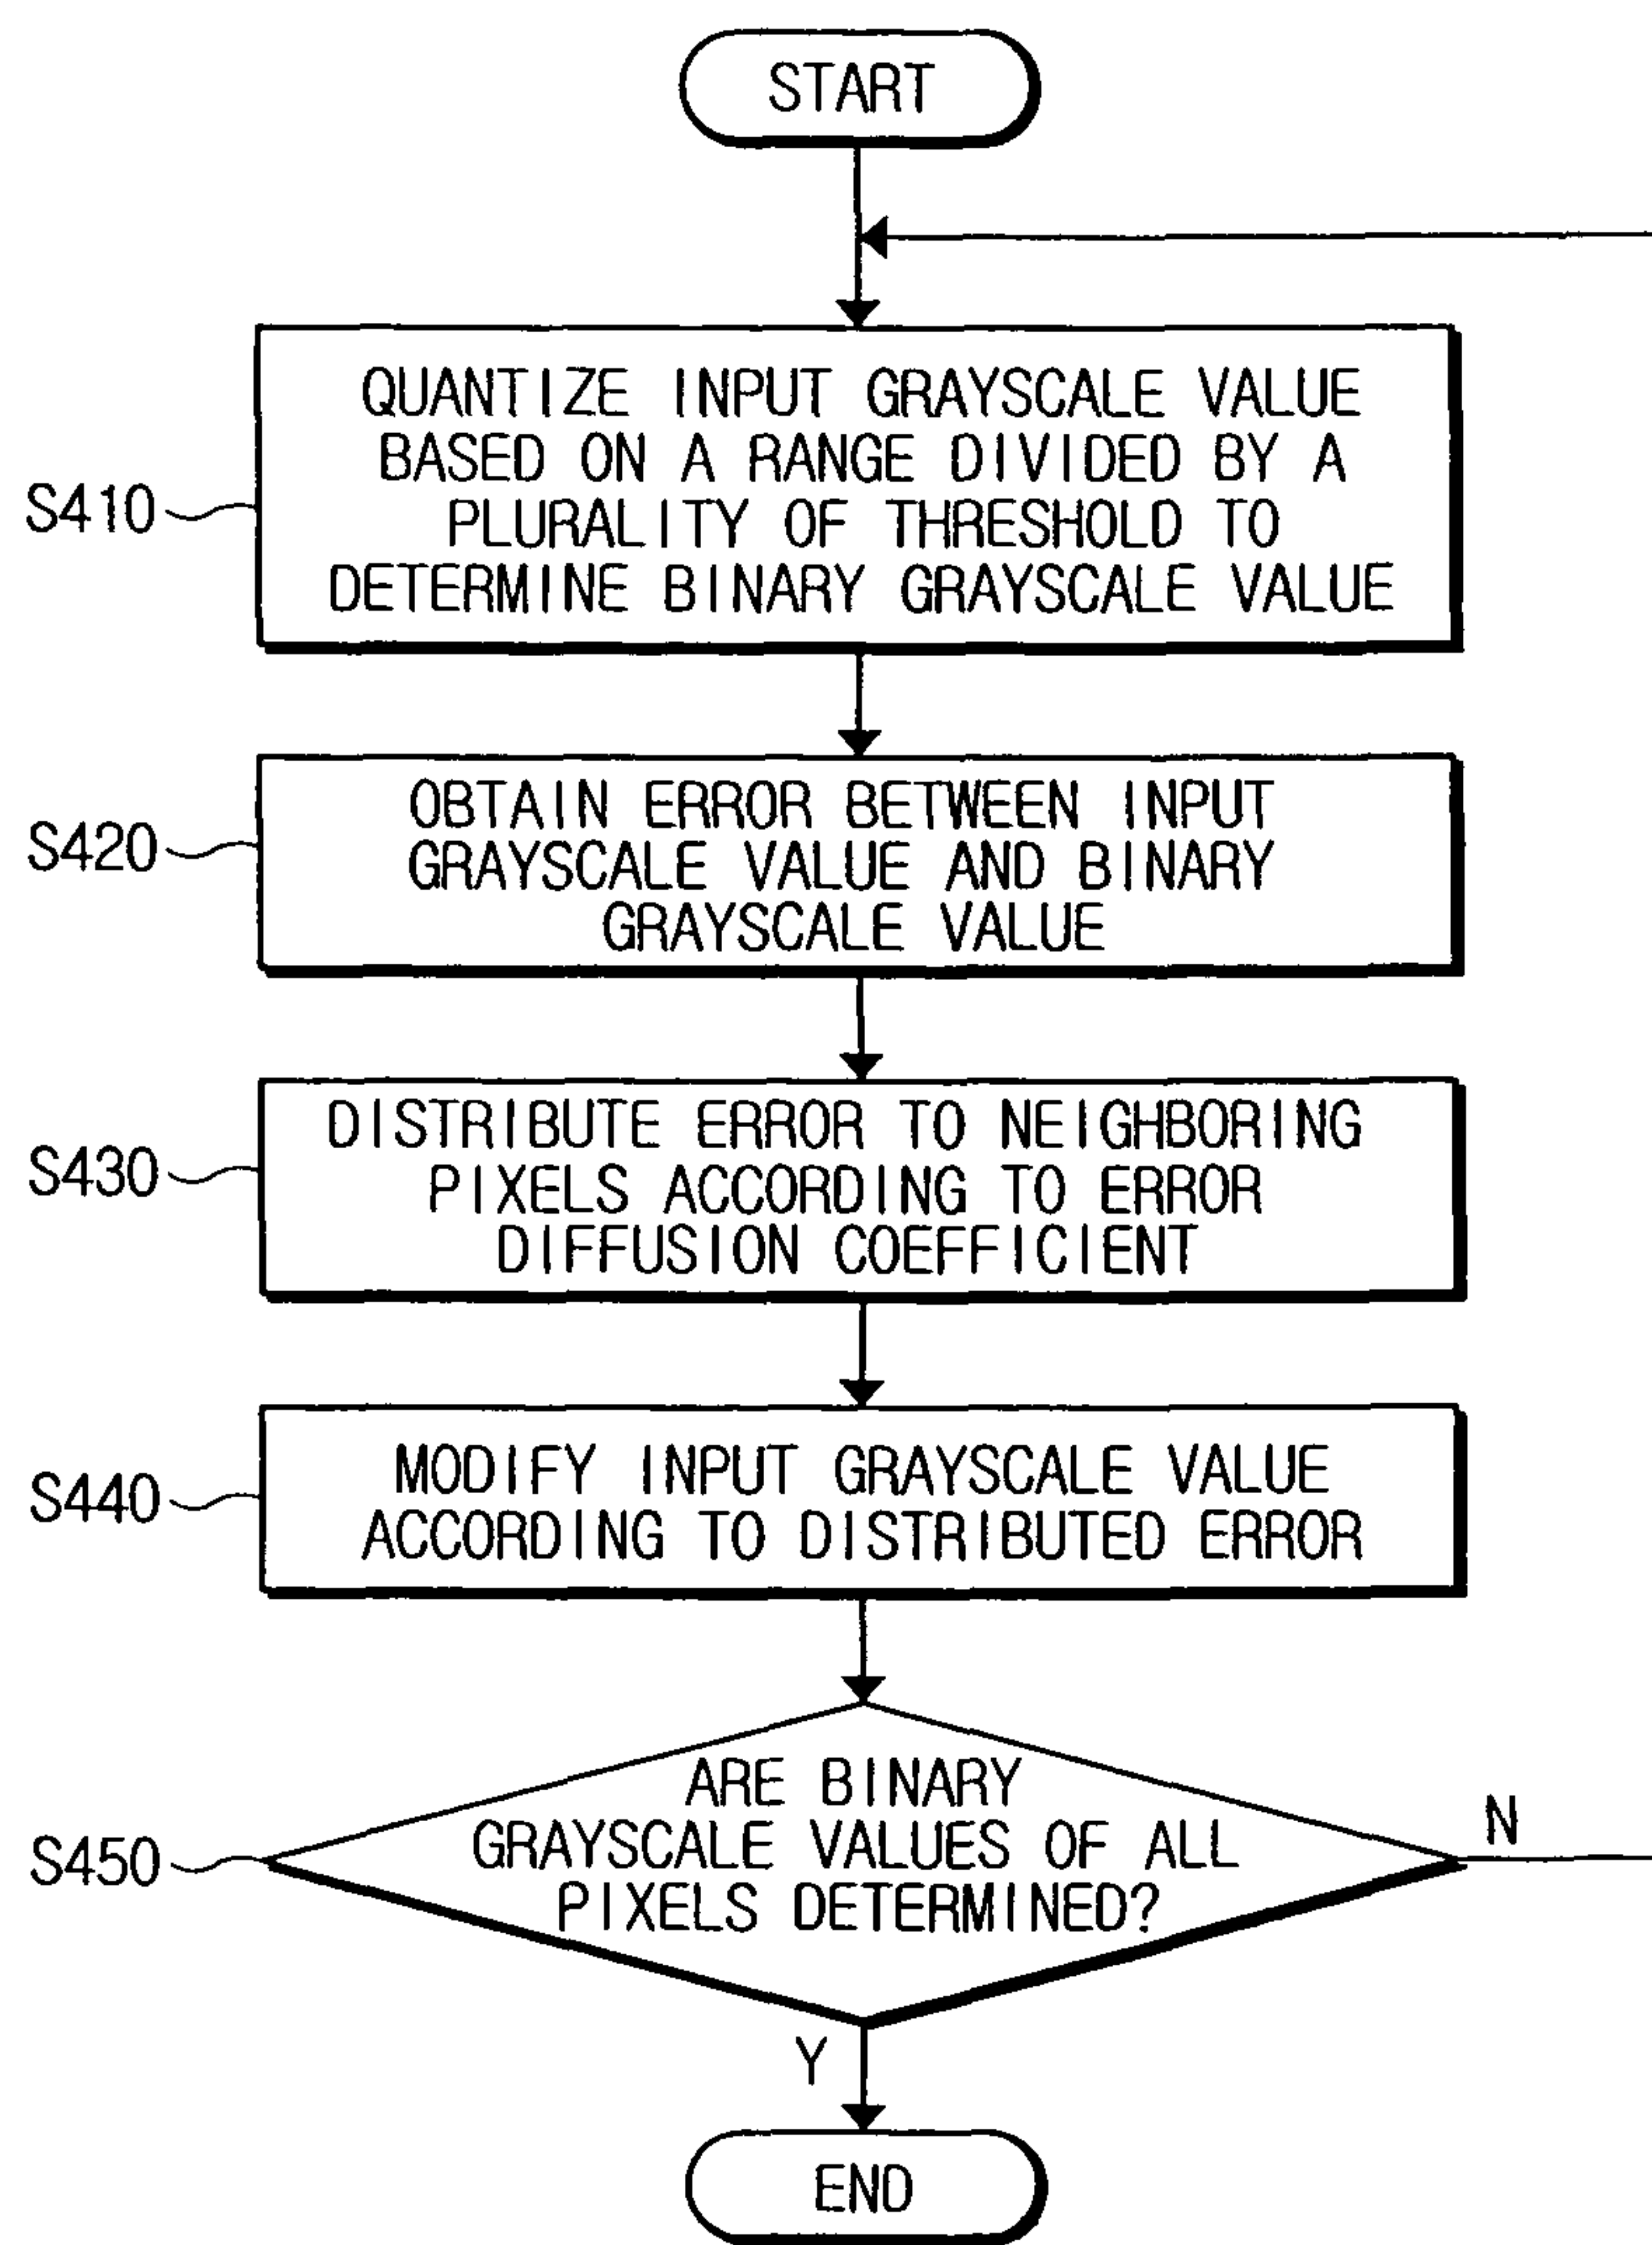 START
QUANTIZE INPUT GRAYSCALE VALUE
BASED ON A RANGE DIVIDED BY A
PLURALITY OF THRESHOLD TO
DETERMINE BINARY GRAYSCALE VALUE
S410
OBTAIN ERROR BETWEEN INPUT
GRAYSCALE VALUE AND BINARY
GRAYSCALE VALUE
S420
DISTRIBUTE ERROR TO NEIGHBORING
PIXELS ACCORDING TO ERROR
DIFFUSION COEFFICIENT
S430
MODIFY INPUT GRAYSCALE VALUE
ACCORDING TO DISTRIBUTED ERROR
S440
ARE BINARY
GRAYSCALE VALUES OF ALL
PIXELS DETERMINED?
S450
N
Y
END